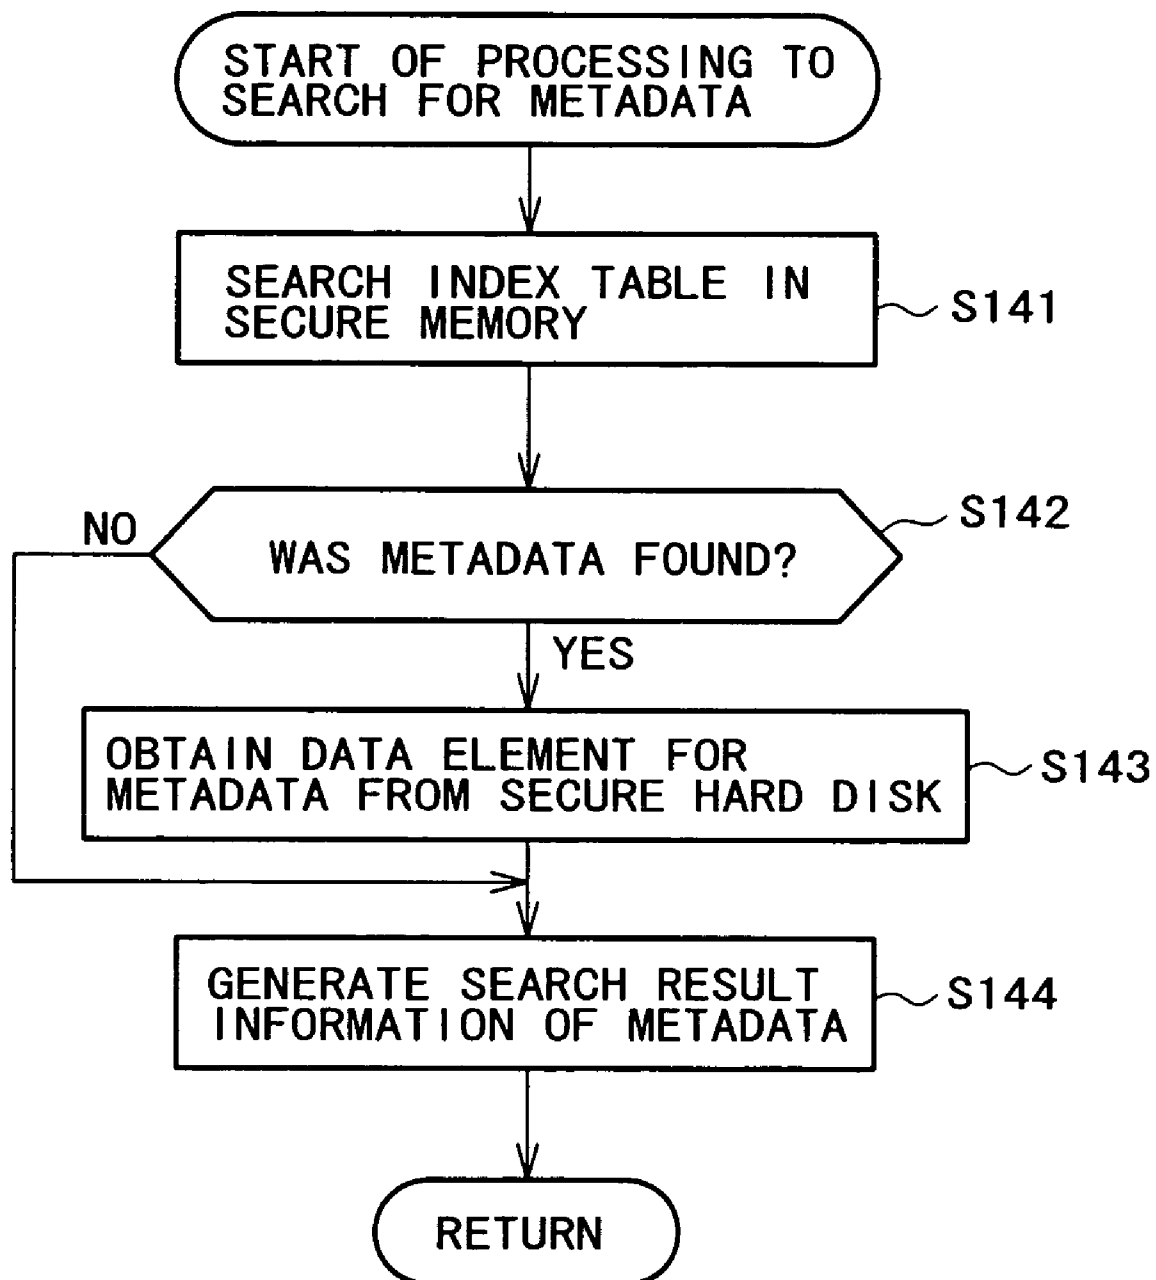 START OF PROCESSING TO
SEARCH FOR METADATA
SEARCH INDEX TABLE IN
SECURE MEMORY
S141
S142
NO
WAS METADATA FOUND?
YES
OBTAIN DATA ELEMENT FOR
METADATA FROM SECURE HARD DISK
S143
GENERATE SEARCH RESULT
INFORMATION OF METADATA
S144
RETURN